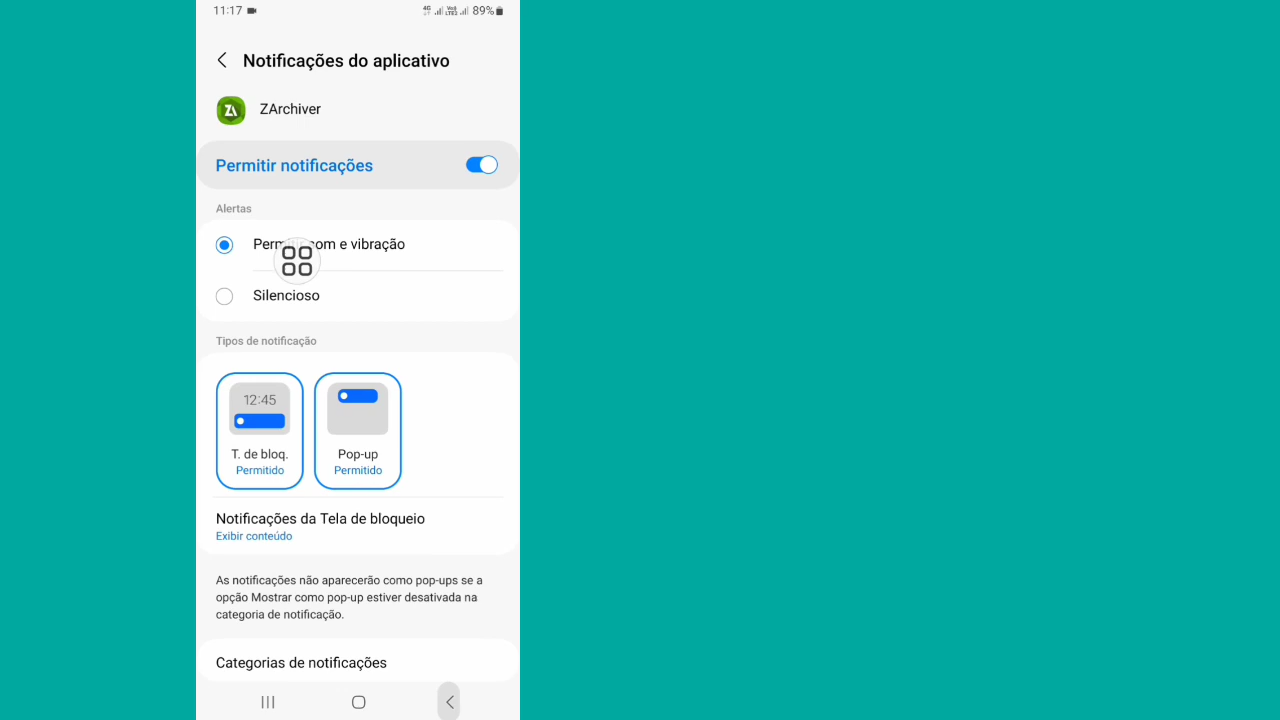 11:17 4G VoLTE2 89%
Notificações do aplicativo
ZArchiver
Permitir notificações
Alertas
e vibração
Silencioso
Tipos de notificação
12:45
T. de bloq. Pop-up
Permitido Permitido
Notificações da Tela de bloqueio
Exibir conteúdo
As notificações não aparecerão como pop-ups se a
opção Mostrar como pop-up estiver desativada na
categoria de notificação.
Categorias de notificações